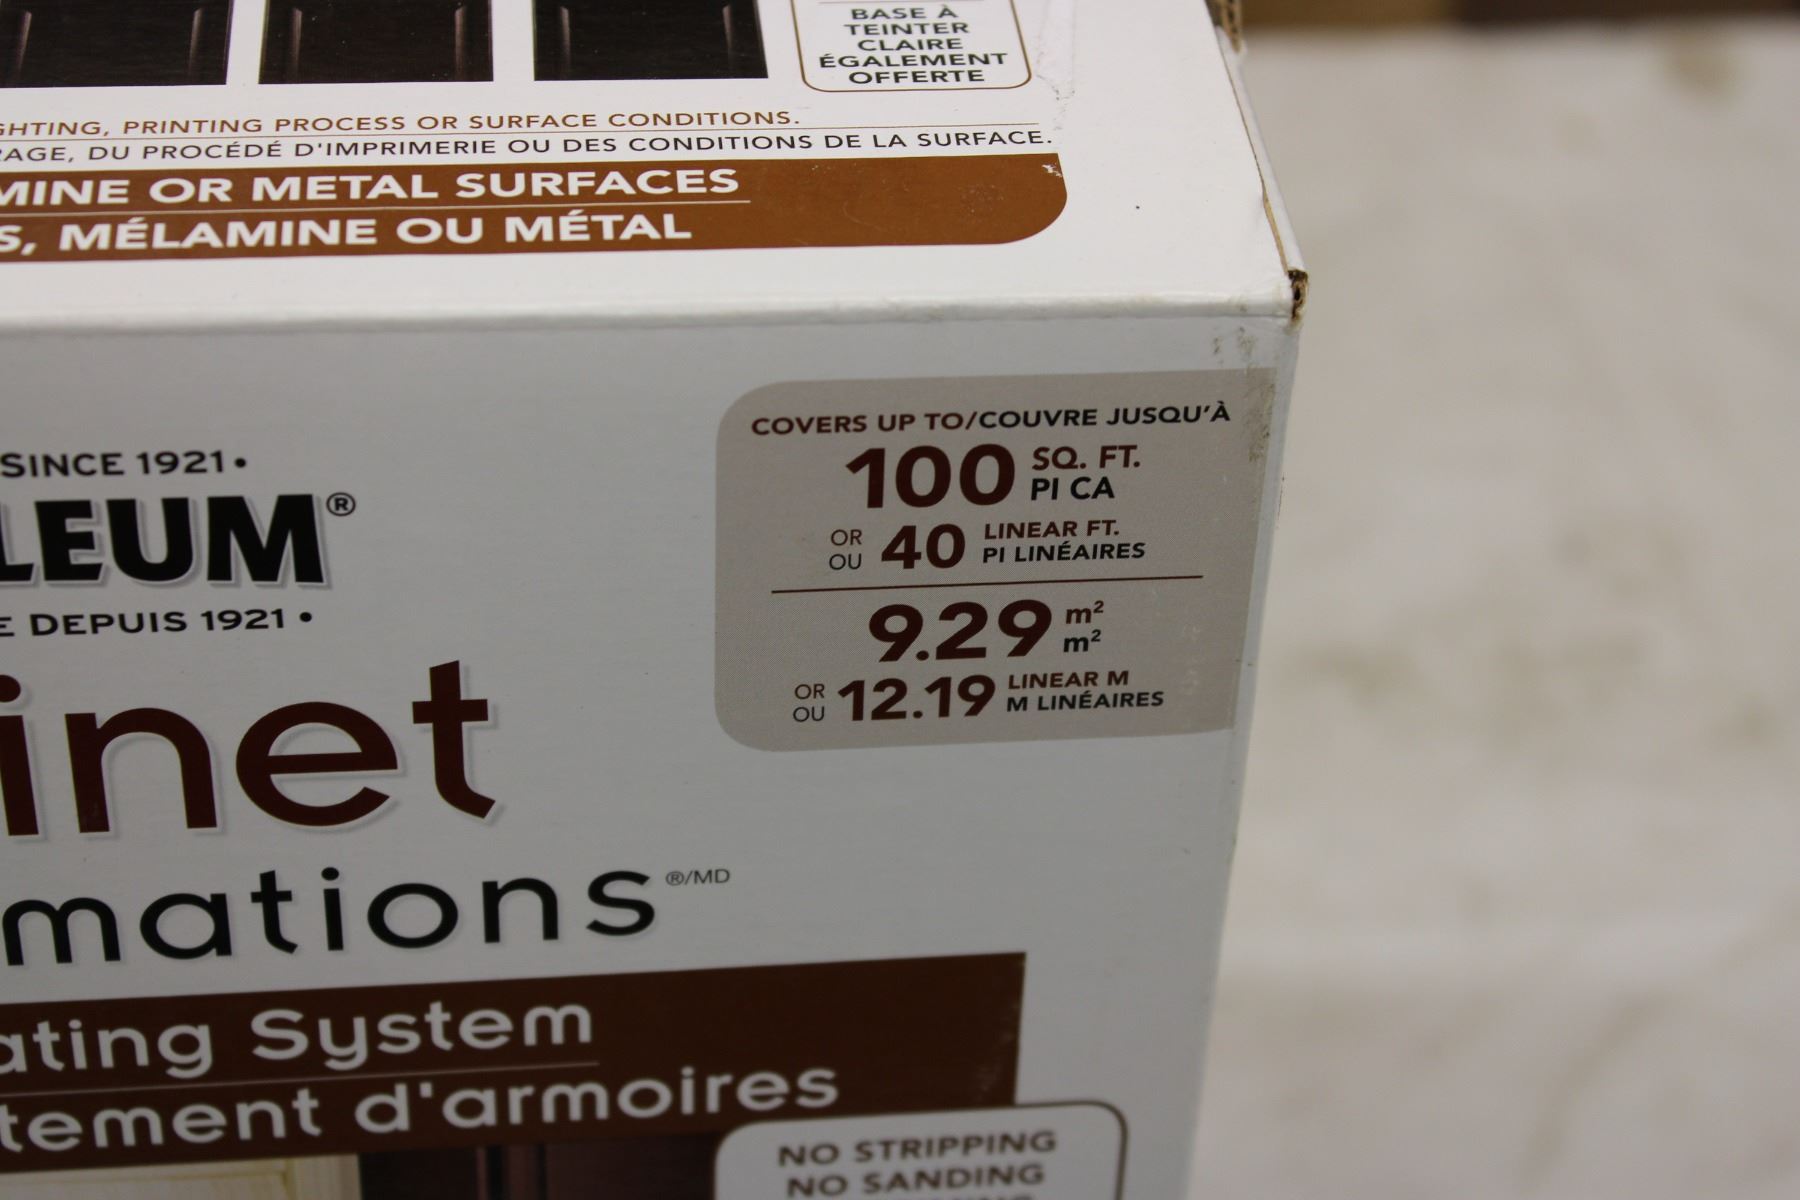 BASE À
TEINTER
CLAIRE
ÉGALEMENT
OFFERTE
GHTING, PRINTING PROCESS OR SURFACE CONDITIONS.
RAGE, DU PROCÉDÉ D'IMPRIMERIE OU DES CONDITIONS DE LA SURFACE.
MINE OR METAL SURFACES
S, MÉLAMINE OU MÉTAL
SINCE 1921•
LEUM®
E DEPUIS 1921 •
inet
mations®/MD
ating System
tement d'armoires
COVERS UP TO/COUVRE JUSQU'À
100 SQ. FT.
PI CA
OR
OU 40 LINEAR FT.
PI LINÉAIRES
9.29 m²
m²
OR
OU 12.19 LINEAR M
M LINÉAIRES
NO STRIPPING
NO SANDING